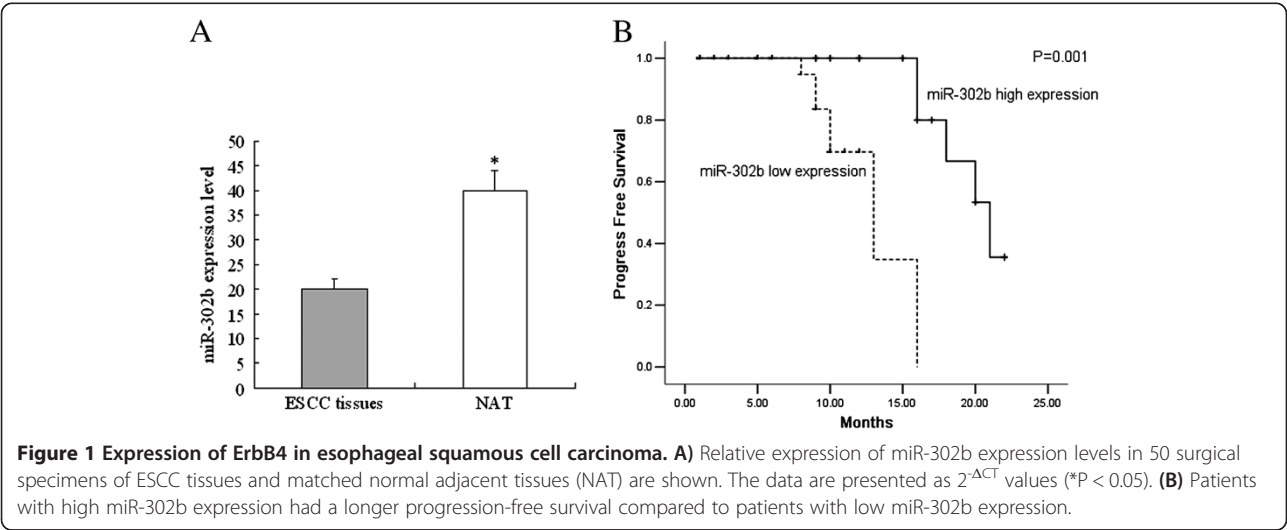 A
50
45
40
35
30
25
20
15
10
5
0
miR-302b expression level
*
ESCC tissues
NAT
B
P=0.001
miR-302b high expression
miR-302b low expression
1.0
0.8
0.6
0.4
0.2
0.0
Progress Free Survival
0.00 5.00 10.00 15.00 20.00 25.00
Months
Figure 1 Expression of ErbB4 in esophageal squamous cell carcinoma. A) Relative expression of miR-302b expression levels in 50 surgical
specimens of ESCC tissues and matched normal adjacent tissues (NAT) are shown. The data are presented as 2-ΔCT values (*P < 0.05). (B) Patients
with high miR-302b expression had a longer progression-free survival compared to patients with low miR-302b expression.